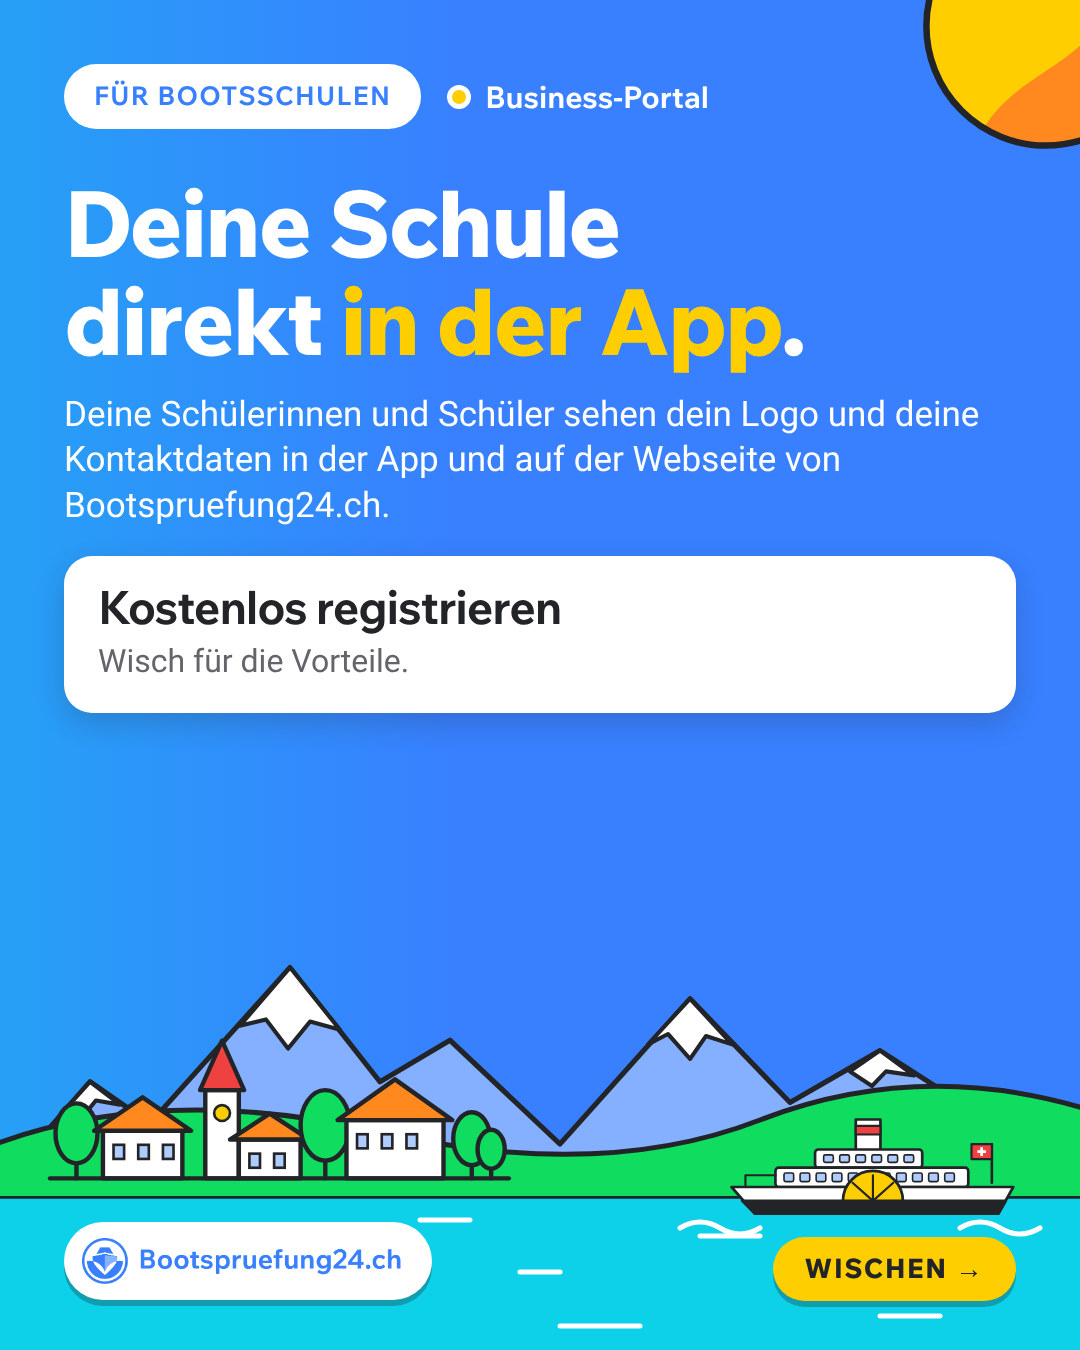 FÜR BOOTSSCHULEN
Business-Portal
Deine Schule
direkt in der App.
Deine Schülerinnen und Schüler sehen dein Logo und deine
Kontaktdaten in der App und auf der Webseite von
Bootspruefung24.ch.
Kostenlos registrieren
Wisch für die Vorteile.
Bootspruefung24.ch
WISCHEN →